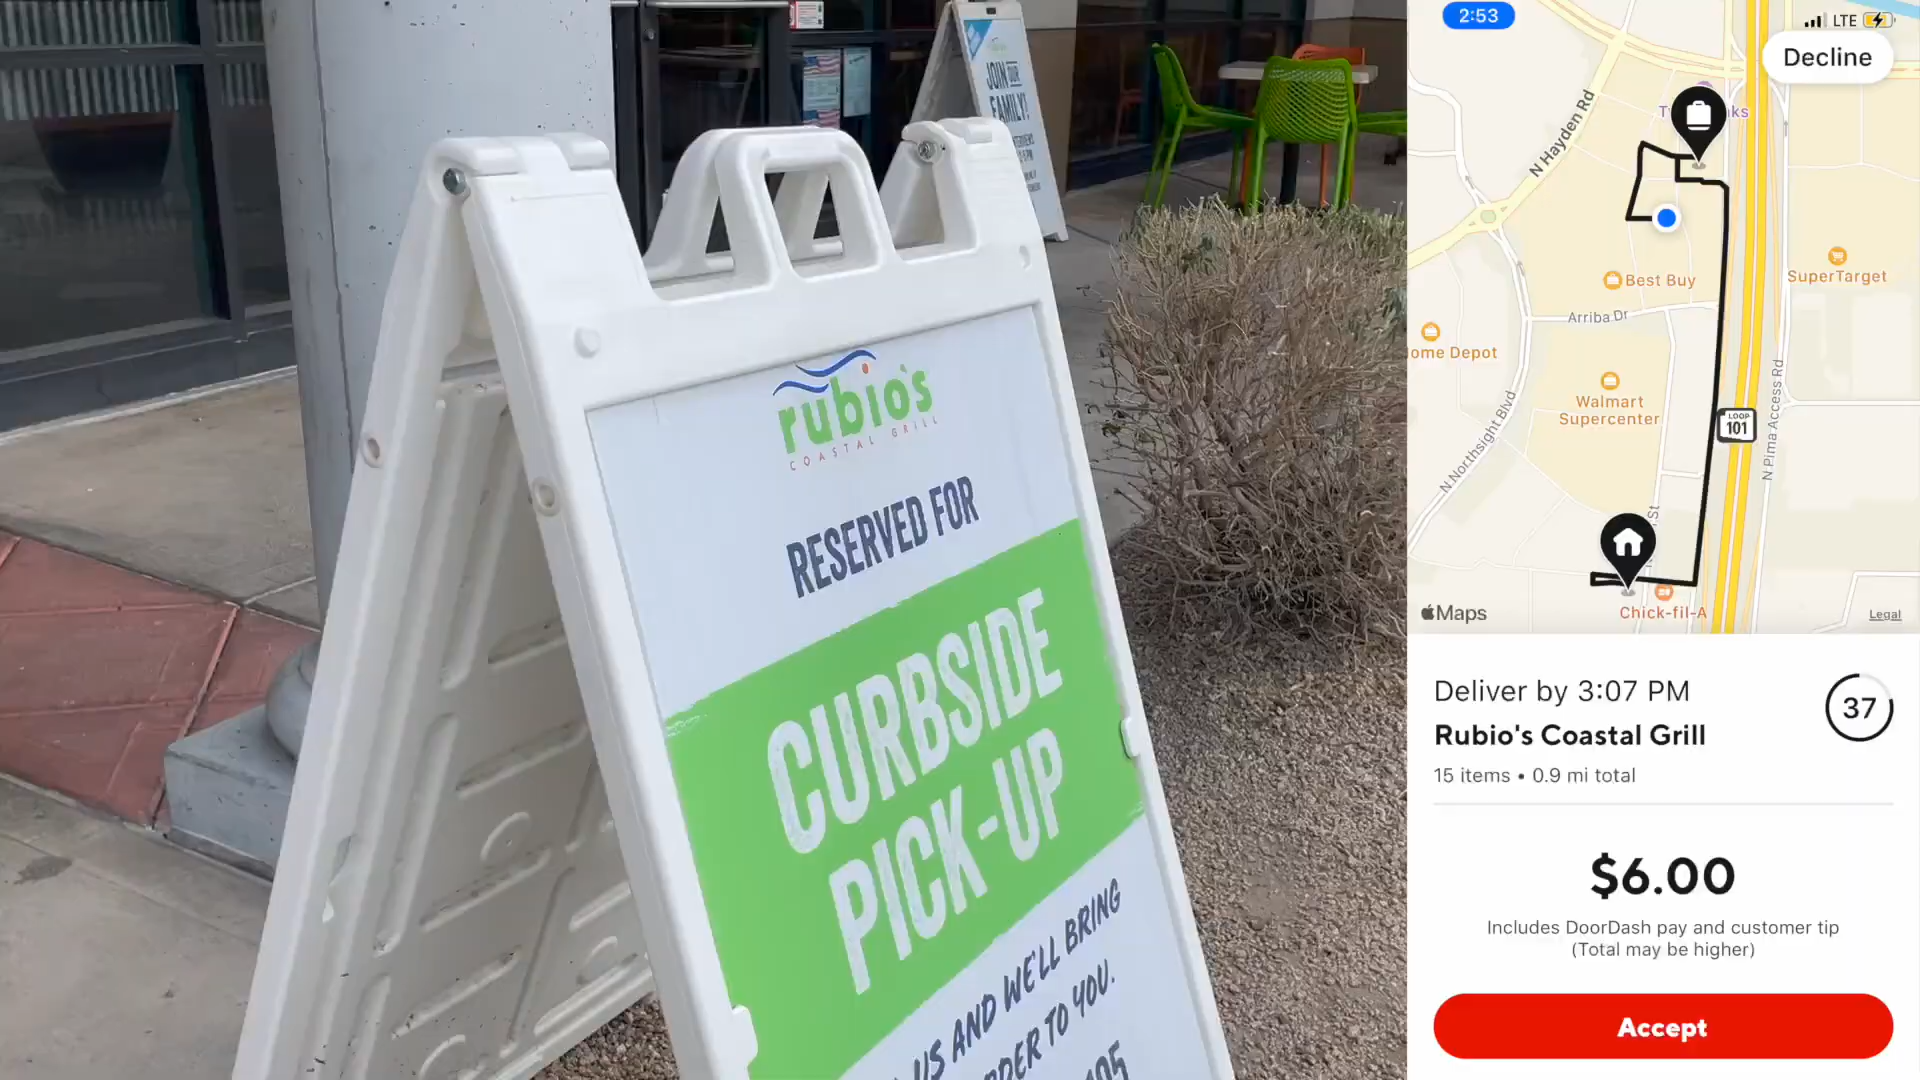 JOIN OUR
FAMILY!
rubio's
COASTAL GRILL
RESERVED FOR
CURBSIDE
PICK-UP
US AND WE'LL BRING
ORDER TO YOU.
2:53
LTE
Decline
N Hayden Rd
Best Buy
SuperTarget
Arriba Dr
ome Depot
Walmart
Supercenter
LOOP
101
N Northsight Blvd
N Pima Access Rd
St
Chick-fil-A
Maps
Legal
Deliver by 3:07 PM
37
Rubio's Coastal Grill
15 items • 0.9 mi total
$6.00
Includes DoorDash pay and customer tip
(Total may be higher)
Accept